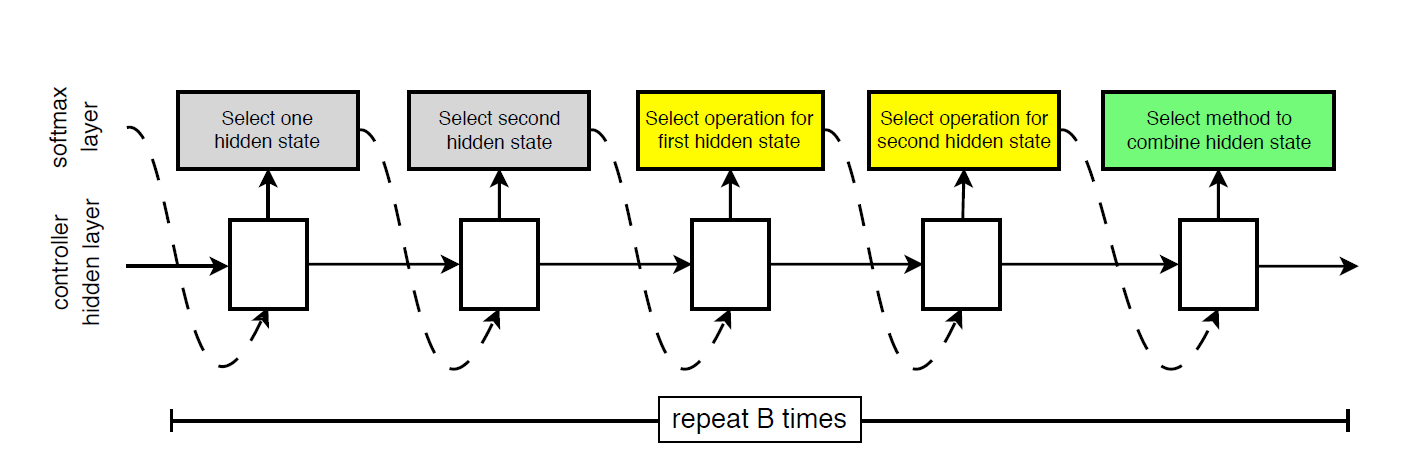 softmax
layer
Select one
hidden state
Select second
hidden state
Select operation for
first hidden state
Select operation for
second hidden state
Select method to
combine hidden state
controller
hidden layer
repeat B times